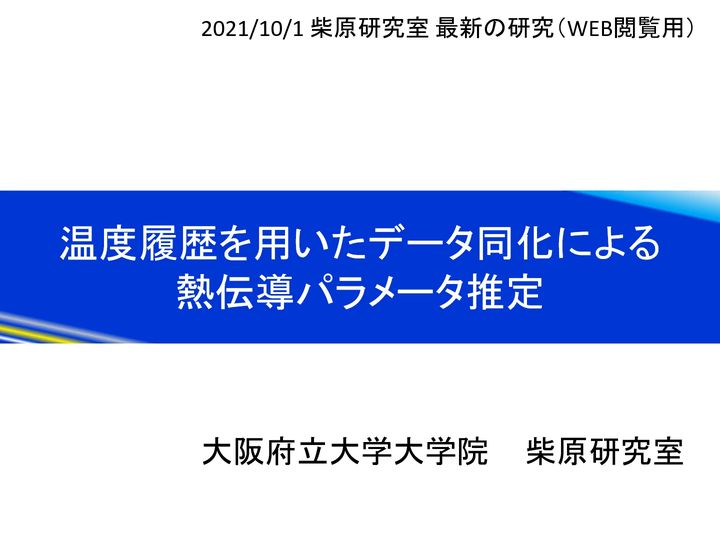 2021/10/1 柴原研究室 最新の研究（WEB閲覧用）
温度履歴を用いたデータ同化による
熱伝導パラメータ推定
大阪府立大学大学院　柴原研究室